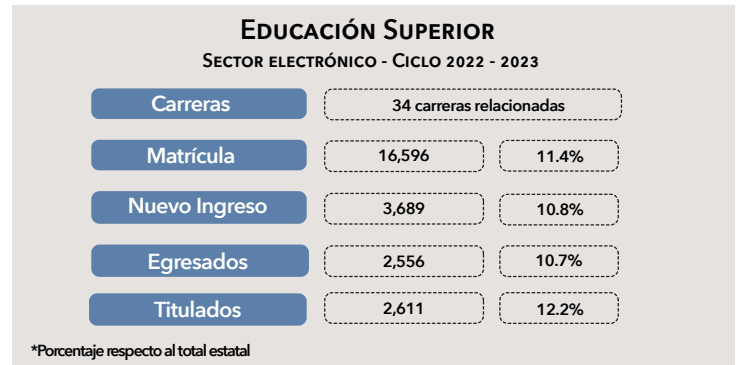 Educación Superior
Sector electrónico - Ciclo 2022 - 2023
Carreras 34 carreras relacionadas
Matrícula 16,596 11.4%
Nuevo Ingreso 3,689 10.8%
Egresados 2,556 10.7%
Titulados 2,611 12.2%
*Porcentaje respecto al total estatal